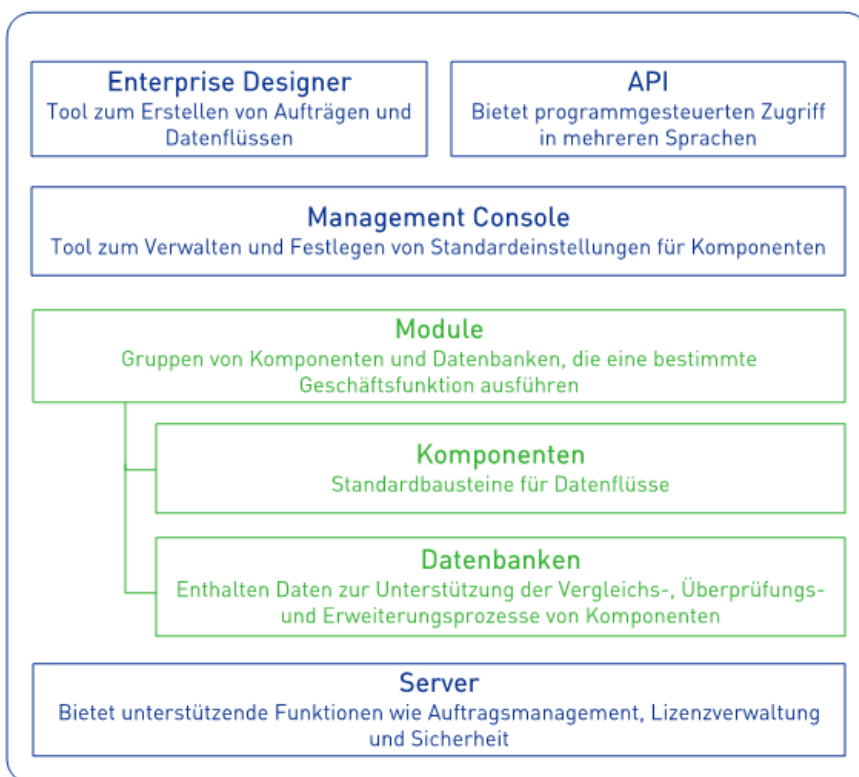 Enterprise Designer
Tool zum Erstellen von Aufträgen und
Datenflüssen
API
Bietet programmgesteuerten Zugriff
in mehreren Sprachen
Management Console
Tool zum Verwalten und Festlegen von Standardeinstellungen für Komponenten
Module
Gruppen von Komponenten und Datenbanken, die eine bestimmte
Geschäftsfunktion ausführen
Komponenten
Standardbausteine für Datenflüsse
Datenbanken
Enthalten Daten zur Unterstützung der Vergleichs-, Überprüfungs-
und Erweiterungsprozesse von Komponenten
Server
Bietet unterstützende Funktionen wie Auftragsmanagement, Lizenzverwaltung
und Sicherheit